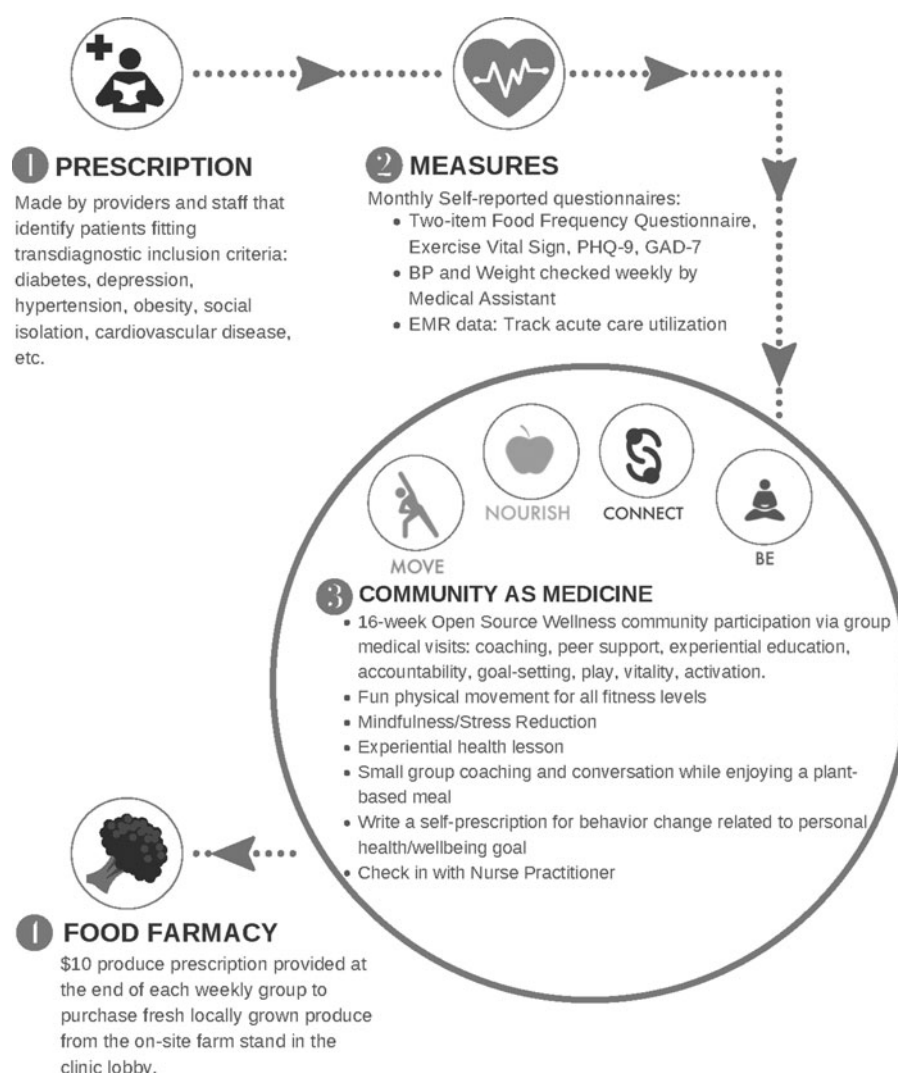 1 PRESCRIPTION
Made by providers and staff that
identify patients fitting
transdiagnostic inclusion criteria:
diabetes, depression,
hypertension, obesity, social
isolation, cardiovascular disease,
etc.
2 MEASURES
Monthly Self-reported questionnaires:
• Two-item Food Frequency Questionnaire,
Exercise Vital Sign, PHQ-9, GAD-7
• BP and Weight checked weekly by
Medical Assistant
• EMR data: Track acute care utilization
MOVE
NOURISH
CONNECT
BE
3 COMMUNITY AS MEDICINE
• 16-week Open Source Wellness community participation via group
medical visits: coaching, peer support, experiential education,
accountability, goal-setting, play, vitality, activation.
• Fun physical movement for all fitness levels
• Mindfulness/Stress Reduction
• Experiential health lesson
• Small group coaching and conversation while enjoying a plant-
based meal
• Write a self-prescription for behavior change related to personal
health/wellbeing goal
• Check in with Nurse Practitioner
4 FOOD FARMACY
$10 produce prescription provided at
the end of each weekly group to
purchase fresh locally grown produce
from the on-site farm stand in the
clinic lobby.